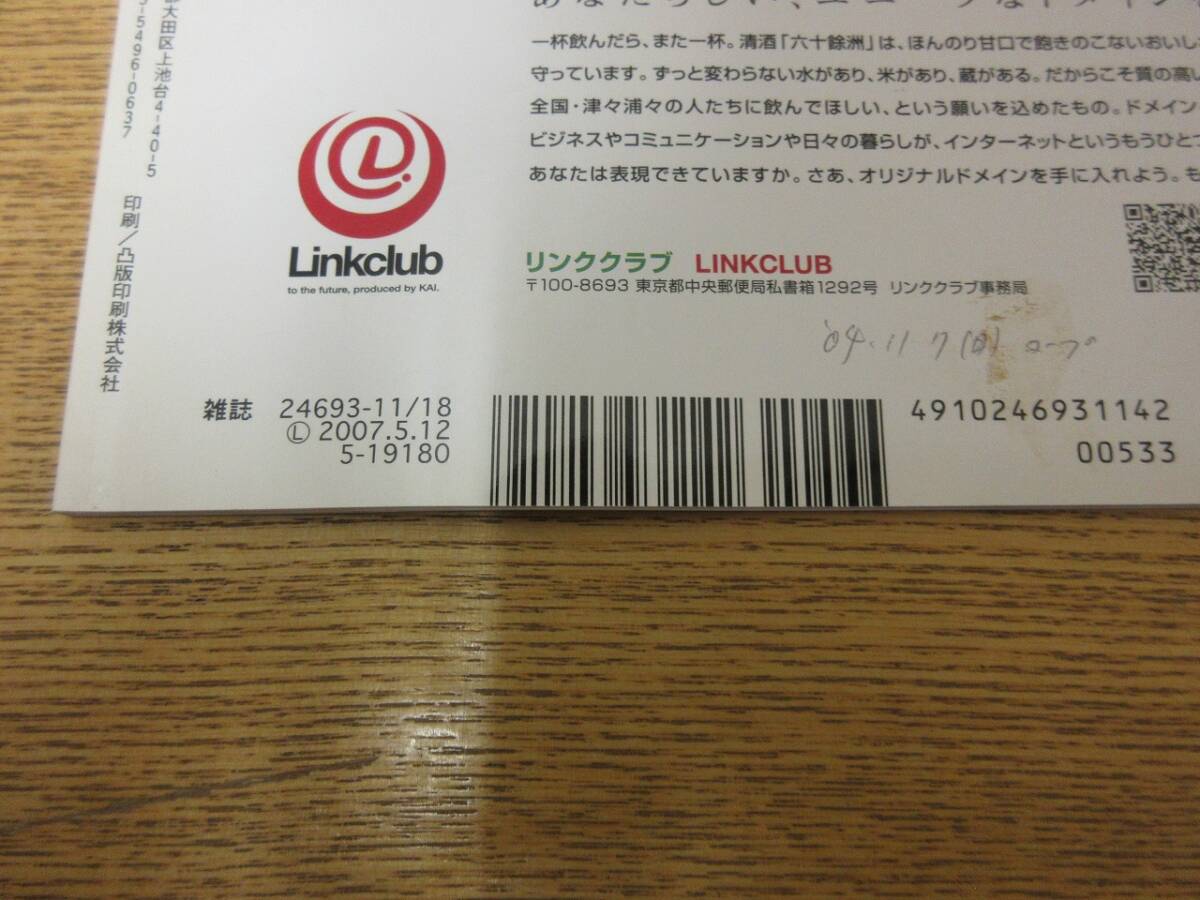 一杯飲んだら、また一杯。清酒「六十餘洲」は、ほんのり甘口で飽きのこないおいし
守っています。ずっと変わらない水があり、米があり、蔵がある。だからこそ質の高い
全国・津々浦々の人たちに飲んでほしい、という願いを込めたもの。ドメイン
ビジネスやコミュニケーションや日々の暮らしが、インターネットというもうひとつ
あなたは表現できていますか。さあ、オリジナルドメインを手に入れよう。も
大田区上池台4-40-5
5496-0637
印刷/凸版印刷株式会社
Linkclub
to the future, produced by KAI.
リンククラブ LINKCLUB
〒100-8693 東京都中央郵便局私書箱1292号 リンククラブ事務局
'04.11.7(日) コープ
雑誌 24693-11/18
Ⓛ 2007.5.12
5-19180
4910246931142
00533